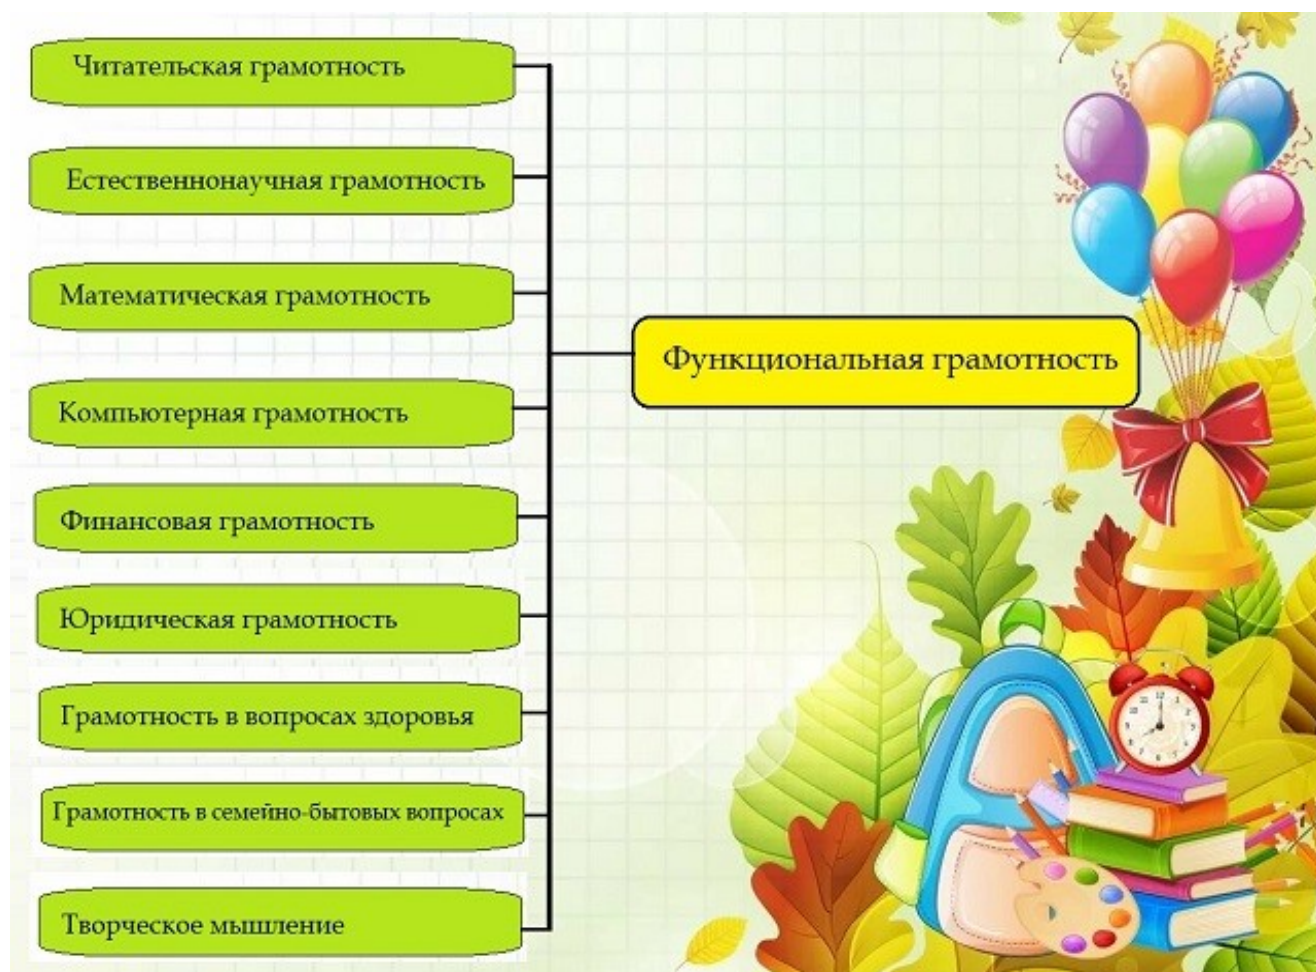 Читательская грамотность
Естественнонаучная грамотность
Математическая грамотность
Функциональная грамотность
Компьютерная грамотность
Финансовая грамотность
Юридическая грамотность
Грамотность в вопросах здоровья
Грамотность в семейно-бытовых вопросах
Творческое мышление